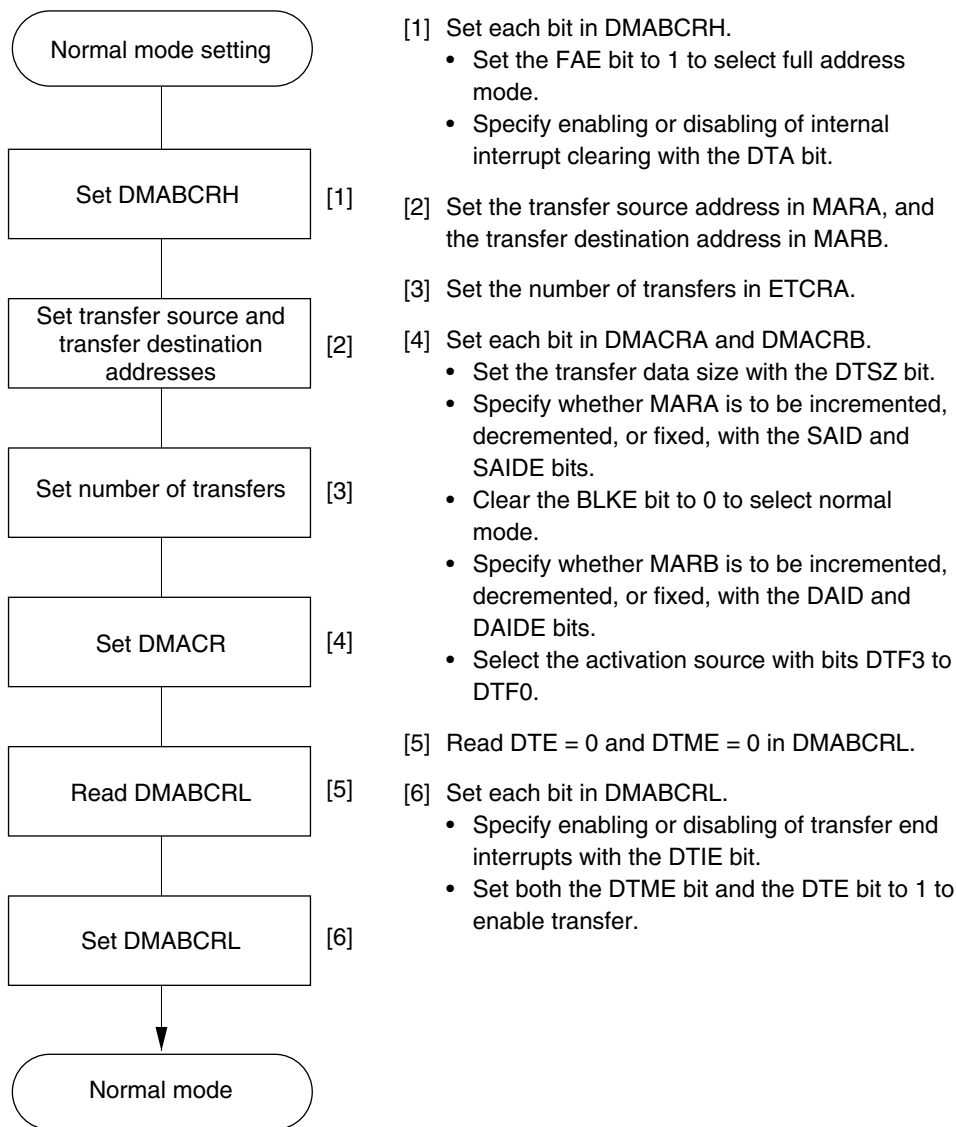 Normal mode setting
Set DMABCRH
[1]
Set transfer source and
transfer destination
addresses
[2]
Set number of transfers
[3]
Set DMACR
[4]
Read DMABCRL
[5]
Set DMABCRL
[6]
Normal mode
[1] Set each bit in DMABCRH.
• Set the FAE bit to 1 to select full address
mode.
• Specify enabling or disabling of internal
interrupt clearing with the DTA bit.
[2] Set the transfer source address in MARA, and
the transfer destination address in MARB.
[3] Set the number of transfers in ETCRA.
[4] Set each bit in DMACRA and DMACRB.
• Set the transfer data size with the DTSZ bit.
• Specify whether MARA is to be incremented,
decremented, or fixed, with the SAID and
SAIDE bits.
• Clear the BLKE bit to 0 to select normal
mode.
• Specify whether MARB is to be incremented,
decremented, or fixed, with the DAID and
DAIDE bits.
• Select the activation source with bits DTF3 to
DTF0.
[5] Read DTE = 0 and DTME = 0 in DMABCRL.
[6] Set each bit in DMABCRL.
• Specify enabling or disabling of transfer end
interrupts with the DTIE bit.
• Set both the DTME bit and the DTE bit to 1 to
enable transfer.